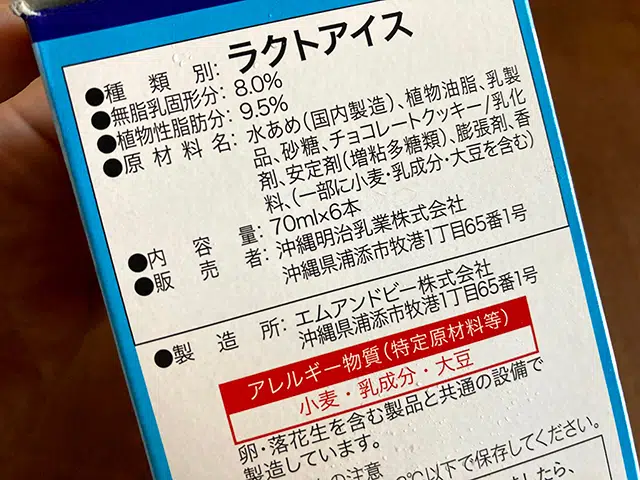 ●種類別：ラクトアイス
●無脂乳固形分：8.0%
●植物性脂肪分：9.5%
●原材料名：水あめ(国内製造)、植物油脂、乳製
品、砂糖、チョコレートクッキー/乳化
剤、安定剤(増粘多糖類)、膨張剤、香
料、(一部に小麦・乳成分・大豆を含む)
●内容量：70ml×6本
●販売者：沖縄明治乳業株式会社
沖縄県浦添市牧港1丁目65番1号
●製造所：エムアンドビー株式会社
沖縄県浦添市牧港1丁目65番1号
アレルギー物質(特定原材料等)
小麦・乳成分・大豆
卵・落花生を含む製品と共通の設備で
製造しています。
の注意
℃以下で保存してください。